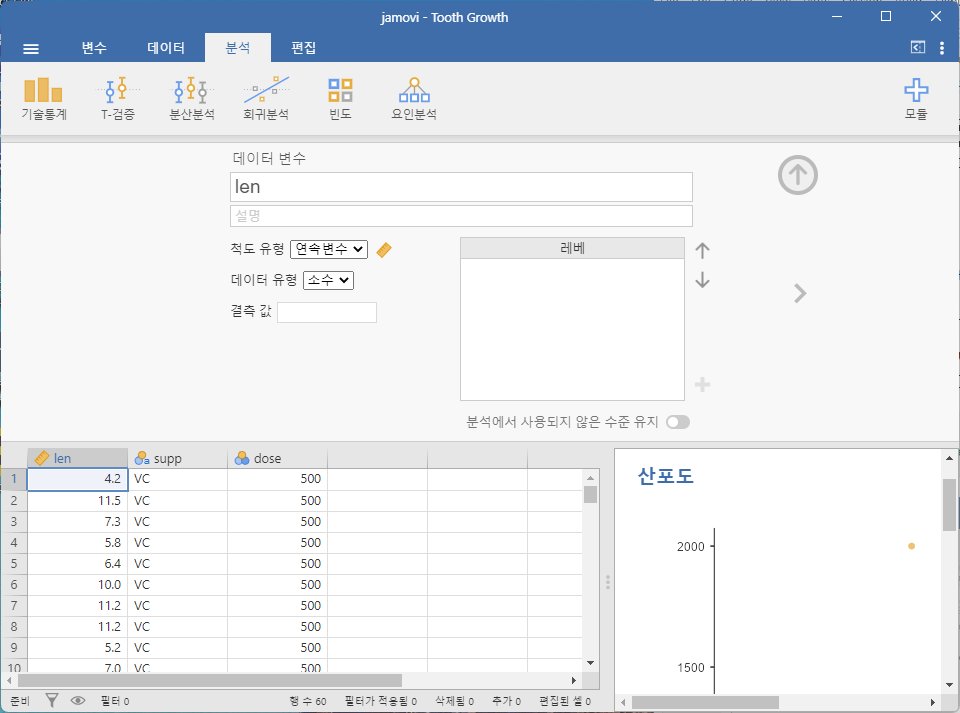 jamovi - Tooth Growth
변수 데이터 분석 편집
기술통계 T-검증 분산분석 회귀분석 빈도 요인분석 모듈
데이터 변수
len
설명
척도 유형 연속변수
레베
데이터 유형 소수
결측 값
분석에서 사용되지 않은 수준 유지
len supp dose
1 4.2 VC 500
2 11.5 VC 500
3 7.3 VC 500
4 5.8 VC 500
5 6.4 VC 500
6 10.0 VC 500
7 11.2 VC 500
8 11.2 VC 500
9 5.2 VC 500
10 7.0 VC 500
산포도
2000
1500
준비 필터 0 행 수 60 필터가 적용됨 0 삭제됨 0 추가 0 편집된 셀 0